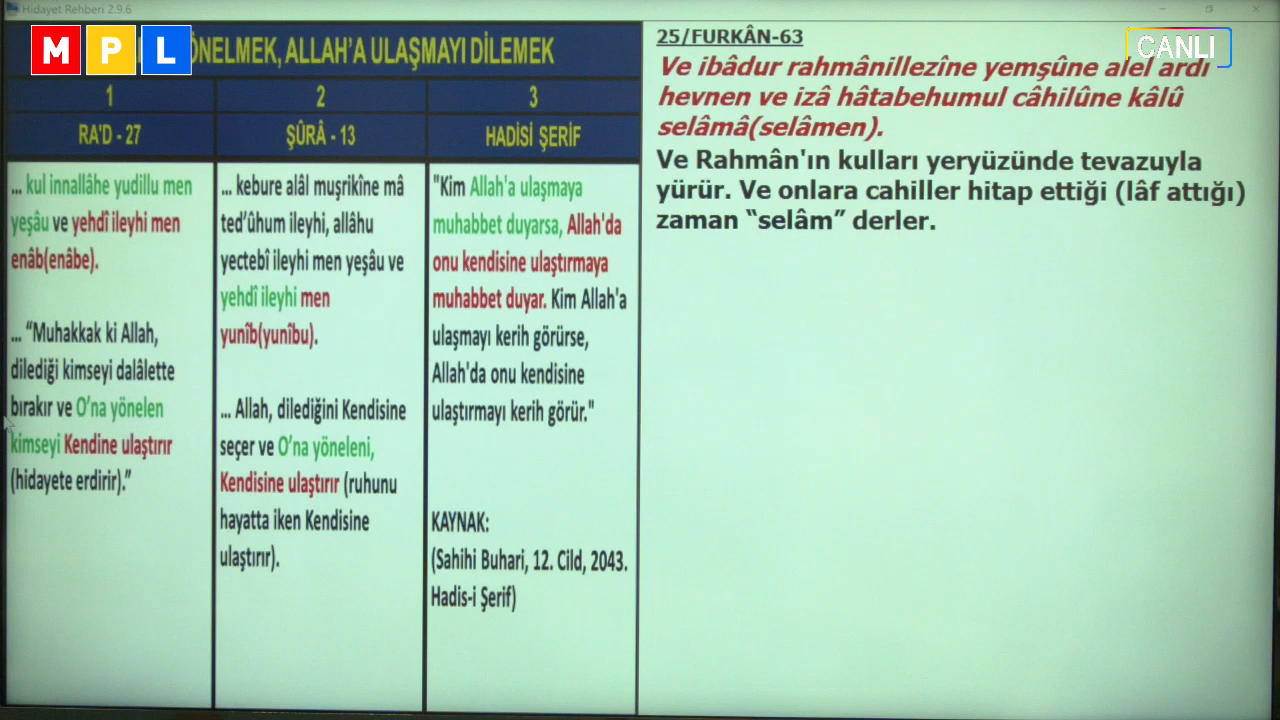 Hidayet Rehberi 2.9.6
MPL
YÖNELMEK, ALLAH'A ULAŞMAYI DİLEMEK
1
2
3
RA'D - 27
ŞÛRÂ - 13
HADİSİ ŞERİF
... kul innallâhe yudillu men
yeşâu ve yehdî ileyhi men
enâb(enâbe).
... “Muhakkak ki Allah,
dilediği kimseyi dalâlette
bırakır ve O’na yönelen
kimseyi Kendine ulaştırır
(hidayete erdirir).”
... kebure alâl muşrikîne mâ
ted’ûhum ileyhi, allâhu
yectebî ileyhi men yeşâu ve
yehdî ileyhi men
yunîb(yunîbu).
... Allah, dilediğini Kendisine
seçer ve O’na yöneleni,
Kendisine ulaştırır (ruhunu
hayatta iken Kendisine
ulaştırır).
"Kim Allah'a ulaşmaya
muhabbet duyarsa, Allah'da
onu kendisine ulaştırmaya
muhabbet duyar. Kim Allah'a
ulaşmayı kerih görürse,
Allah'da onu kendisine
ulaştırmayı kerih görür."
KAYNAK:
(Sahihi Buhari, 12. Cild, 2043.
Hadis-i Şerif)
25/FURKÂN-63
CANLI
Ve ibâdur rahmânillezîne yemşûne alel ardı
hevnen ve izâ hâtabehumul câhilûne kâlû
selâmâ(selâmen).
Ve Rahmân'ın kulları yeryüzünde tevazuyla
yürür. Ve onlara cahiller hitap ettiği (lâf attığı)
zaman “selâm” derler.